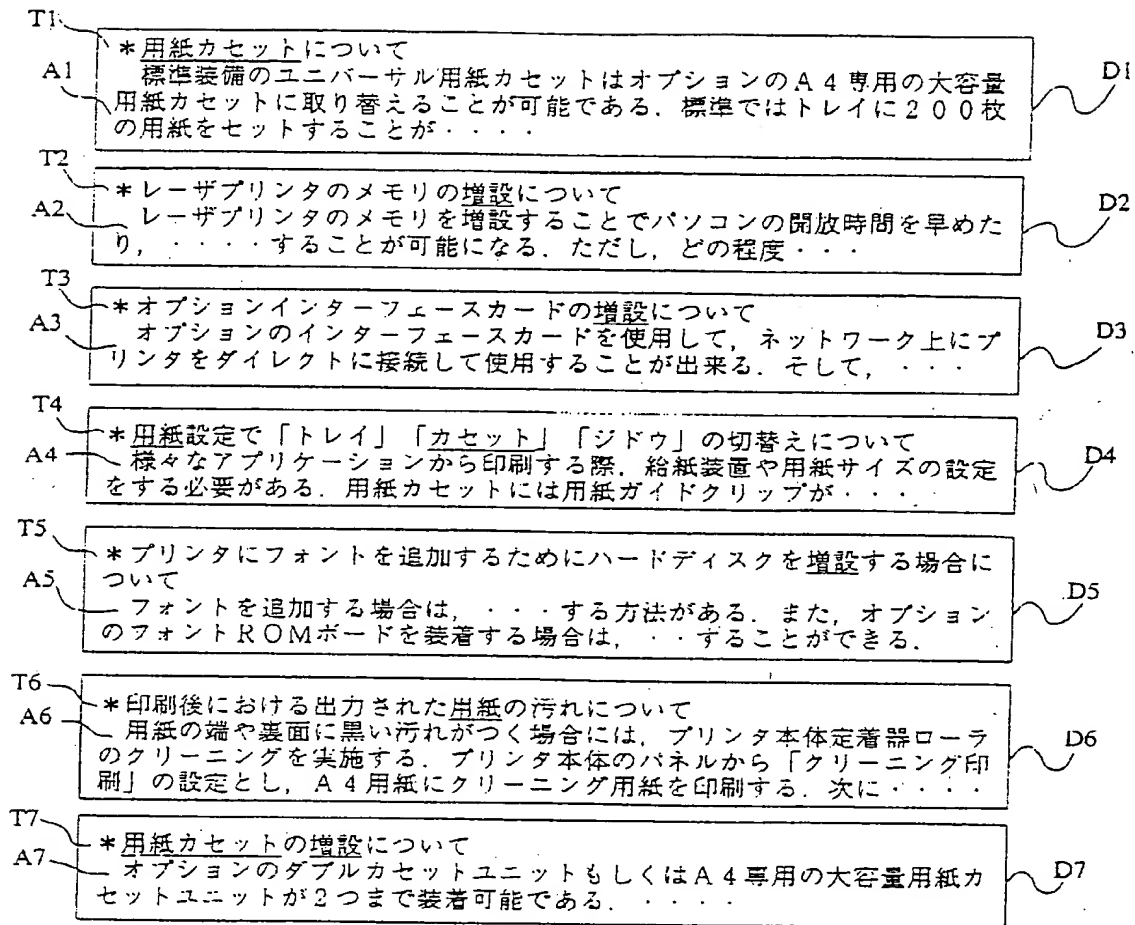 T1
*用紙カセットについて
A1
標準装備のユニバーサル用紙カセットはオプションのA4専用の大容量
D1
用紙カセットに取り替えることが可能である．標準ではトレイに200枚
の用紙をセットすることが・・・・
T2
*レーザプリンタのメモリの増設について
A2
レーザプリンタのメモリを増設することでパソコンの開放時間を早めた
D2
り，・・・・することが可能になる．ただし，どの程度・・・
T3
*オプションインターフェースカードの増設について
A3
オプションのインターフェースカードを使用して，ネットワーク上にプ
D3
リンタをダイレクトに接続して使用することが出来る．そして，・・・
T4
*用紙設定で「トレイ」「カセット」「ジドウ」の切替えについて
A4
様々なアプリケーションから印刷する際．給紙装置や用紙サイズの設定
D4
をする必要がある．用紙カセットには用紙ガイドクリップが・・・
T5
*プリンタにフォントを追加するためにハードディスクを増設する場合に
ついて
A5
フォントを追加する場合は，・・・する方法がある．また，オプション
D5
のフォントROMボードを装着する場合は，・・することができる．
T6
*印刷後における出力された用紙の汚れについて
A6
用紙の端や裏面に黒い汚れがつく場合には，プリンタ本体定着器ローラ
D6
のクリーニングを実施する．プリンタ本体のパネルから「クリーニング印
刷」の設定とし，A4用紙にクリーニング用紙を印刷する．次に・・・・
T7
*用紙カセットの増設について
A7
オプションのダブルカセットユニットもしくはA4専用の大容量用紙カ
D7
セットユニットが2つまで装着可能である．・・・・